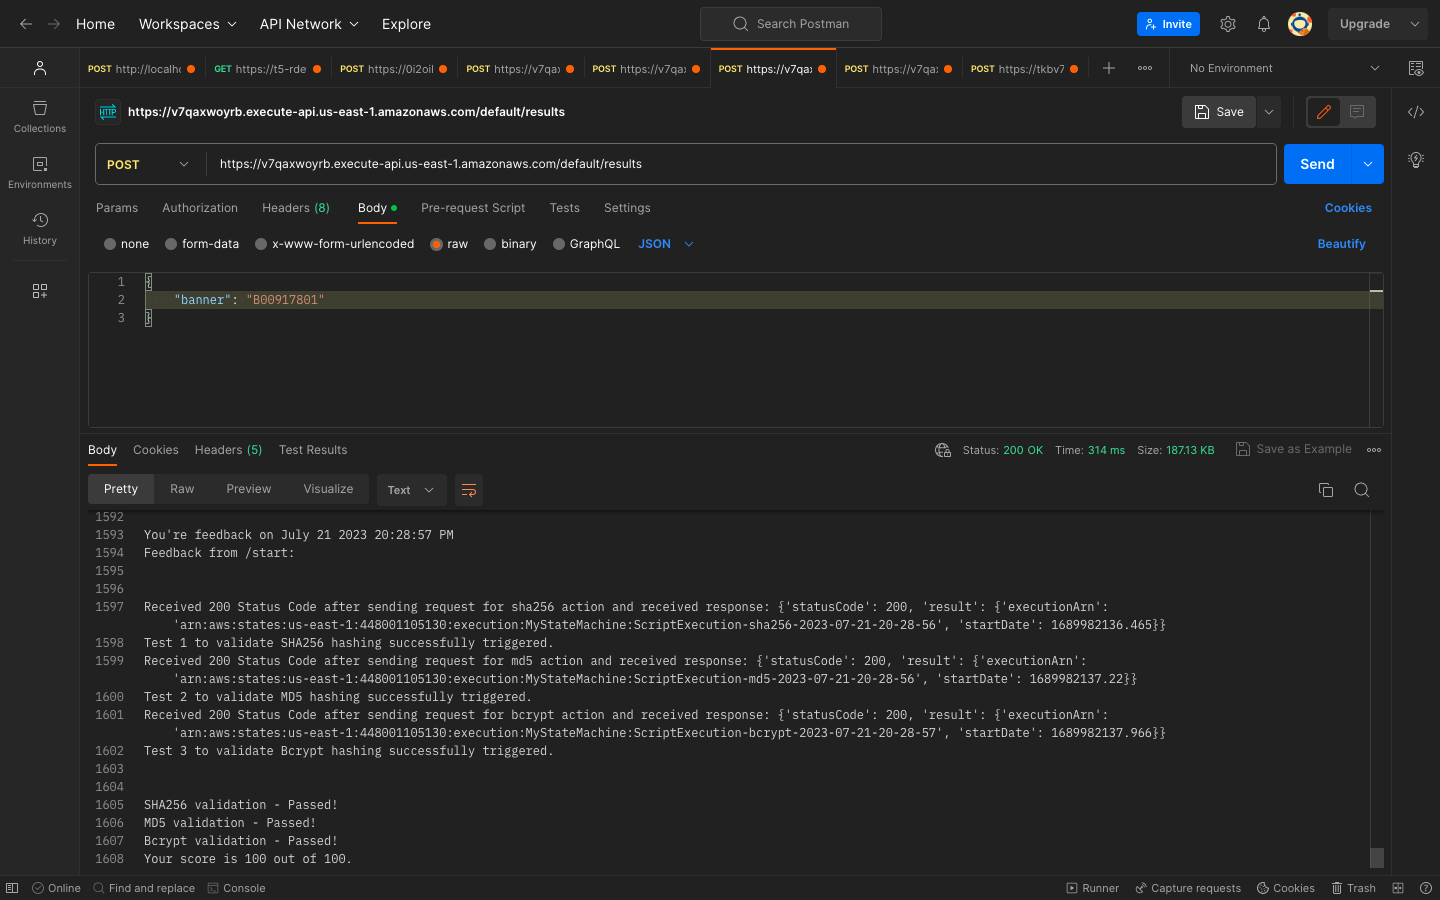 Home Workspaces API Network Explore Search Postman Invite Upgrade
POST http://localho GET https://t5-rde POST https://0i2oil POST https://v7qax POST https://v7qax POST https://v7qax POST https://v7qax POST https://tkbv7 No Environment
HTTP https://v7qaxwoyrb.execute-api.us-east-1.amazonaws.com/default/results Save
Collections
Environments
History
POST https://v7qaxwoyrb.execute-api.us-east-1.amazonaws.com/default/results Send
Params Authorization Headers (8) Body Pre-request Script Tests Settings Cookies
none form-data x-www-form-urlencoded raw binary GraphQL JSON Beautify
1 {
2 "banner": "B00917801"
3 }
Body Cookies Headers (5) Test Results Status: 200 OK Time: 314 ms Size: 187.13 KB Save as Example
Pretty Raw Preview Visualize Text
1592
1593 You're feedback on July 21 2023 20:28:57 PM
1594 Feedback from /start:
1595
1596
1597 Received 200 Status Code after sending request for sha256 action and received response: {'statusCode': 200, 'result': {'executionArn':
'arn:aws:states:us-east-1:448001105130:execution:MyStateMachine:ScriptExecution-sha256-2023-07-21-20-28-56', 'startDate': 1689982136.465}}
1598 Test 1 to validate SHA256 hashing successfully triggered.
1599 Received 200 Status Code after sending request for md5 action and received response: {'statusCode': 200, 'result': {'executionArn':
'arn:aws:states:us-east-1:448001105130:execution:MyStateMachine:ScriptExecution-md5-2023-07-21-20-28-56', 'startDate': 1689982137.22}}
1600 Test 2 to validate MD5 hashing successfully triggered.
1601 Received 200 Status Code after sending request for bcrypt action and received response: {'statusCode': 200, 'result': {'executionArn':
'arn:aws:states:us-east-1:448001105130:execution:MyStateMachine:ScriptExecution-bcrypt-2023-07-21-20-28-57', 'startDate': 1689982137.966}}
1602 Test 3 to validate Bcrypt hashing successfully triggered.
1603
1604
1605 SHA256 validation - Passed!
1606 MD5 validation - Passed!
1607 Bcrypt validation - Passed!
1608 Your score is 100 out of 100.
Online Find and replace Console Runner Capture requests Cookies Trash